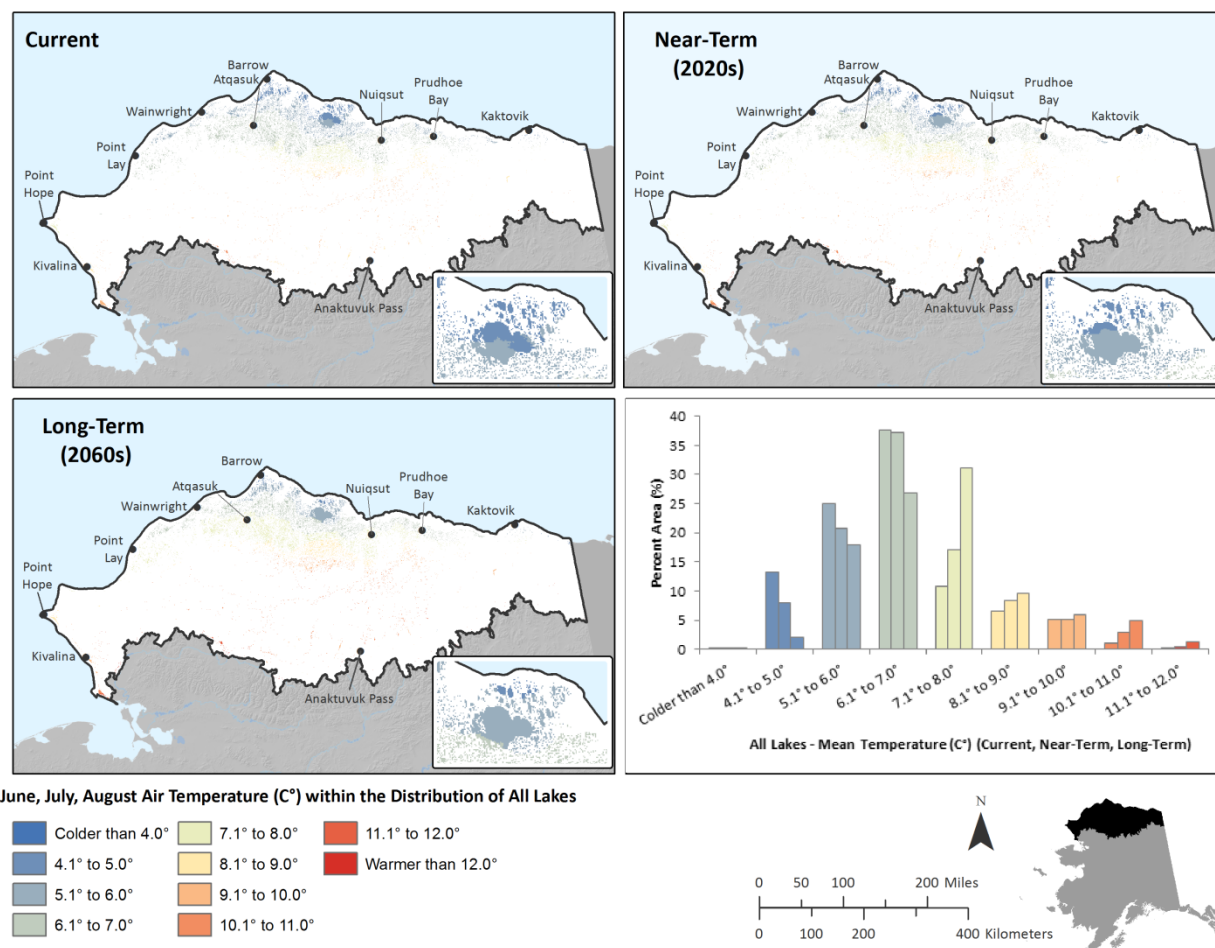 Current
Barrow
Atqasuk
Wainwright
Nuiqsut
Prudhoe
Bay
Kaktovik
Point
Lay
Point
Hope
Kivalina
Anaktuvuk Pass
Near-Term
(2020s)
Barrow
Atqasuk
Wainwright
Nuiqsut
Prudhoe
Bay
Kaktovik
Point
Lay
Point
Hope
Kivalina
Anaktuvuk Pass
Long-Term
(2060s)
Barrow
Atqasuk
Wainwright
Nuiqsut
Prudhoe
Bay
Kaktovik
Point
Lay
Point
Hope
Kivalina
Anaktuvuk Pass
Percent Area (%)
40
35
30
25
20
15
10
5
0
Colder than 4.0°
4.1° to 5.0°
5.1° to 6.0°
6.1° to 7.0°
7.1° to 8.0°
8.1° to 9.0°
9.1° to 10.0°
10.1° to 11.0°
11.1° to 12.0°
All Lakes - Mean Temperature (C°) (Current, Near-Term, Long-Term)
June, July, August Air Temperature (C°) within the Distribution of All Lakes
Colder than 4.0°
4.1° to 5.0°
5.1° to 6.0°
6.1° to 7.0°
7.1° to 8.0°
8.1° to 9.0°
9.1° to 10.0°
10.1° to 11.0°
11.1° to 12.0°
Warmer than 12.0°
N
0 50 100 200 Miles
0 100 200 400 Kilometers